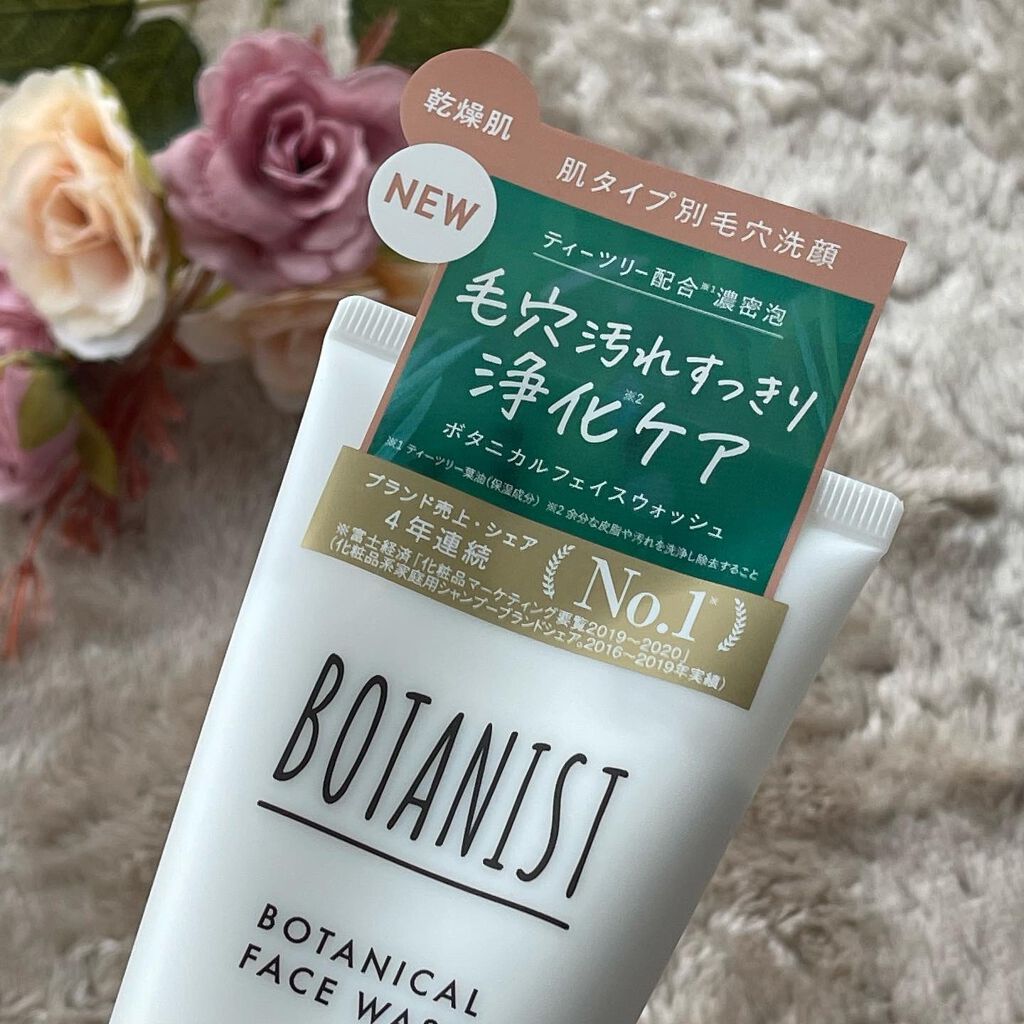 乾燥肌
NEW
肌タイプ別毛穴洗顔
ティーツリー配合※1濃密泡
毛穴汚れすっきり
浄化ケア※2
ボタニカルフェイスウォッシュ
※1 ティーツリー葉油(保湿成分) ※2 余分な皮脂や汚れを洗浄し除去すること
ブランド売上・シェア
4年連続
No.1※
※富士経済「化粧品マーケティング要覧2019〜2020」
(化粧品系家庭用シャンプーブランドシェア。2016〜2019年実績)
BOTANIST
BOTANICAL
FACE WAS